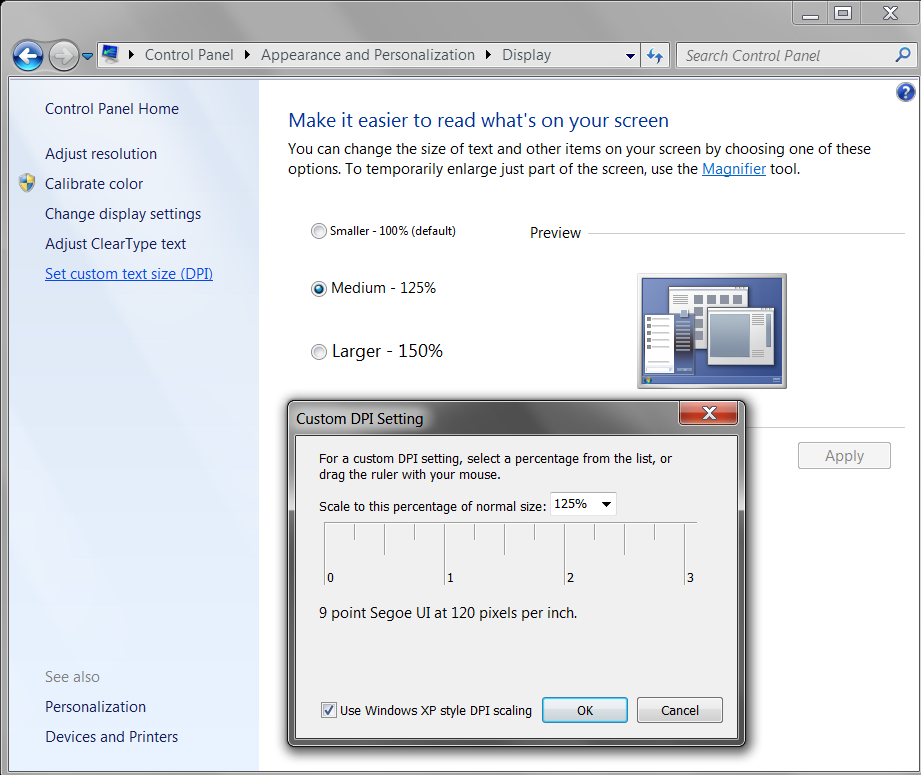 Control Panel Appearance and Personalization Display
Search Control Panel
Control Panel Home
Adjust resolution
Calibrate color
Change display settings
Adjust ClearType text
Set custom text size (DPI)
See also
Personalization
Devices and Printers
?
Make it easier to read what's on your screen
You can change the size of text and other items on your screen by choosing one of these
options. To temporarily enlarge just part of the screen, use the Magnifier tool.
Smaller - 100% (default)
Preview
Medium - 125%
Larger - 150%
Apply
Custom DPI Setting
For a custom DPI setting, select a percentage from the list, or
drag the ruler with your mouse.
Scale to this percentage of normal size: 125%
0 1 2 3
9 point Segoe UI at 120 pixels per inch.
Use Windows XP style DPI scaling
OK
Cancel